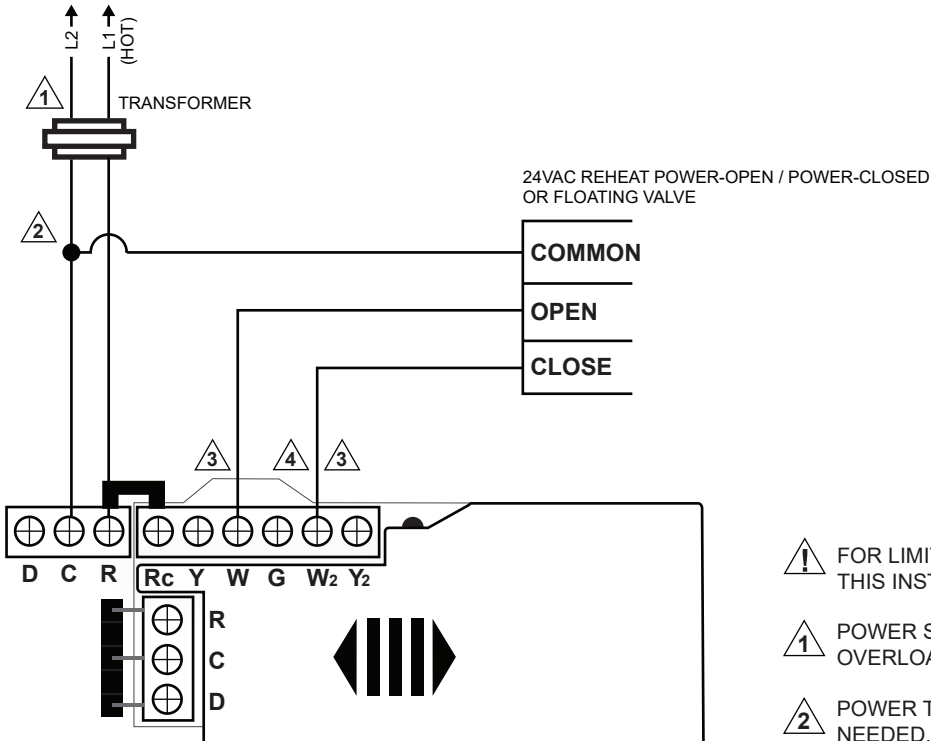 L2
L1
(HOT)
1
TRANSFORMER
24VAC REHEAT POWER-OPEN / POWER-CLOSED
OR FLOATING VALVE
2
COMMON
OPEN
CLOSE
3 4 3
D C R Rc Y W G W2 Y2
R
C
D
! FOR LIMIT
THIS INST
1 POWER S
OVERLOA
2 POWER T
NEEDED.